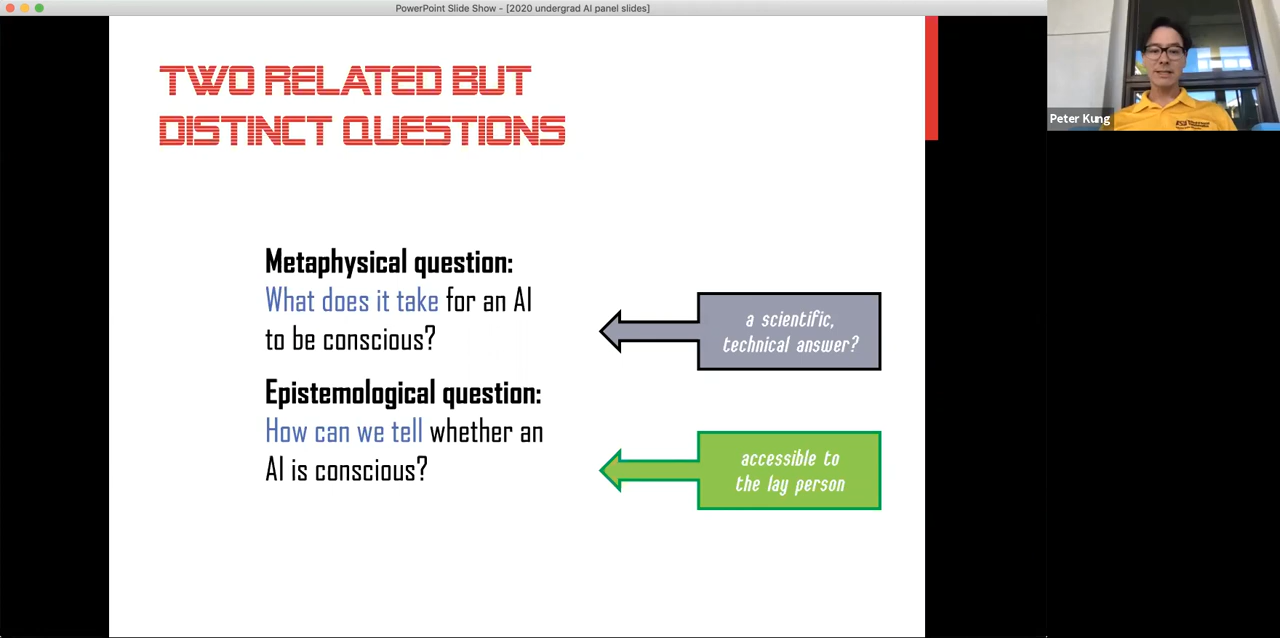 PowerPoint Slide Show - [2020 undergrad AI panel slides]
TWO RELATED BUT
DISTINCT QUESTIONS
Metaphysical question:
What does it take for an AI
to be conscious?
a scientific,
technical answer?
Epistemological question:
How can we tell whether an
AI is conscious?
accessible to
the lay person
Peter Kung